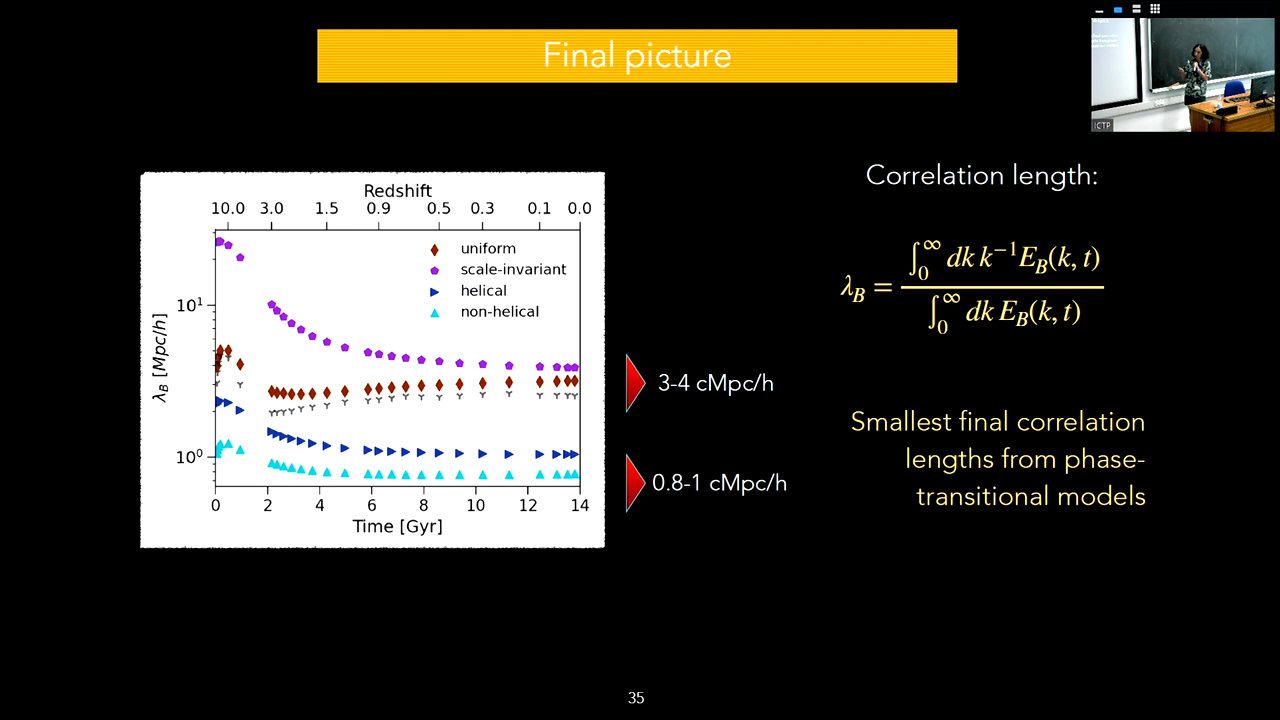 Final picture
ICTP
Redshift
10.0 3.0 1.5 0.9 0.5 0.3 0.1 0.0
uniform
scale-invariant
helical
non-helical
10¹
10⁰
λ_B [Mpc/h]
0 2 4 6 8 10 12 14
Time [Gyr]
3-4 cMpc/h
0.8-1 cMpc/h
Correlation length:
λ_B = ∫₀^∞ dk k⁻¹E_B(k, t) / ∫₀^∞ dk E_B(k, t)
Smallest final correlation
lengths from phase-
transitional models
35